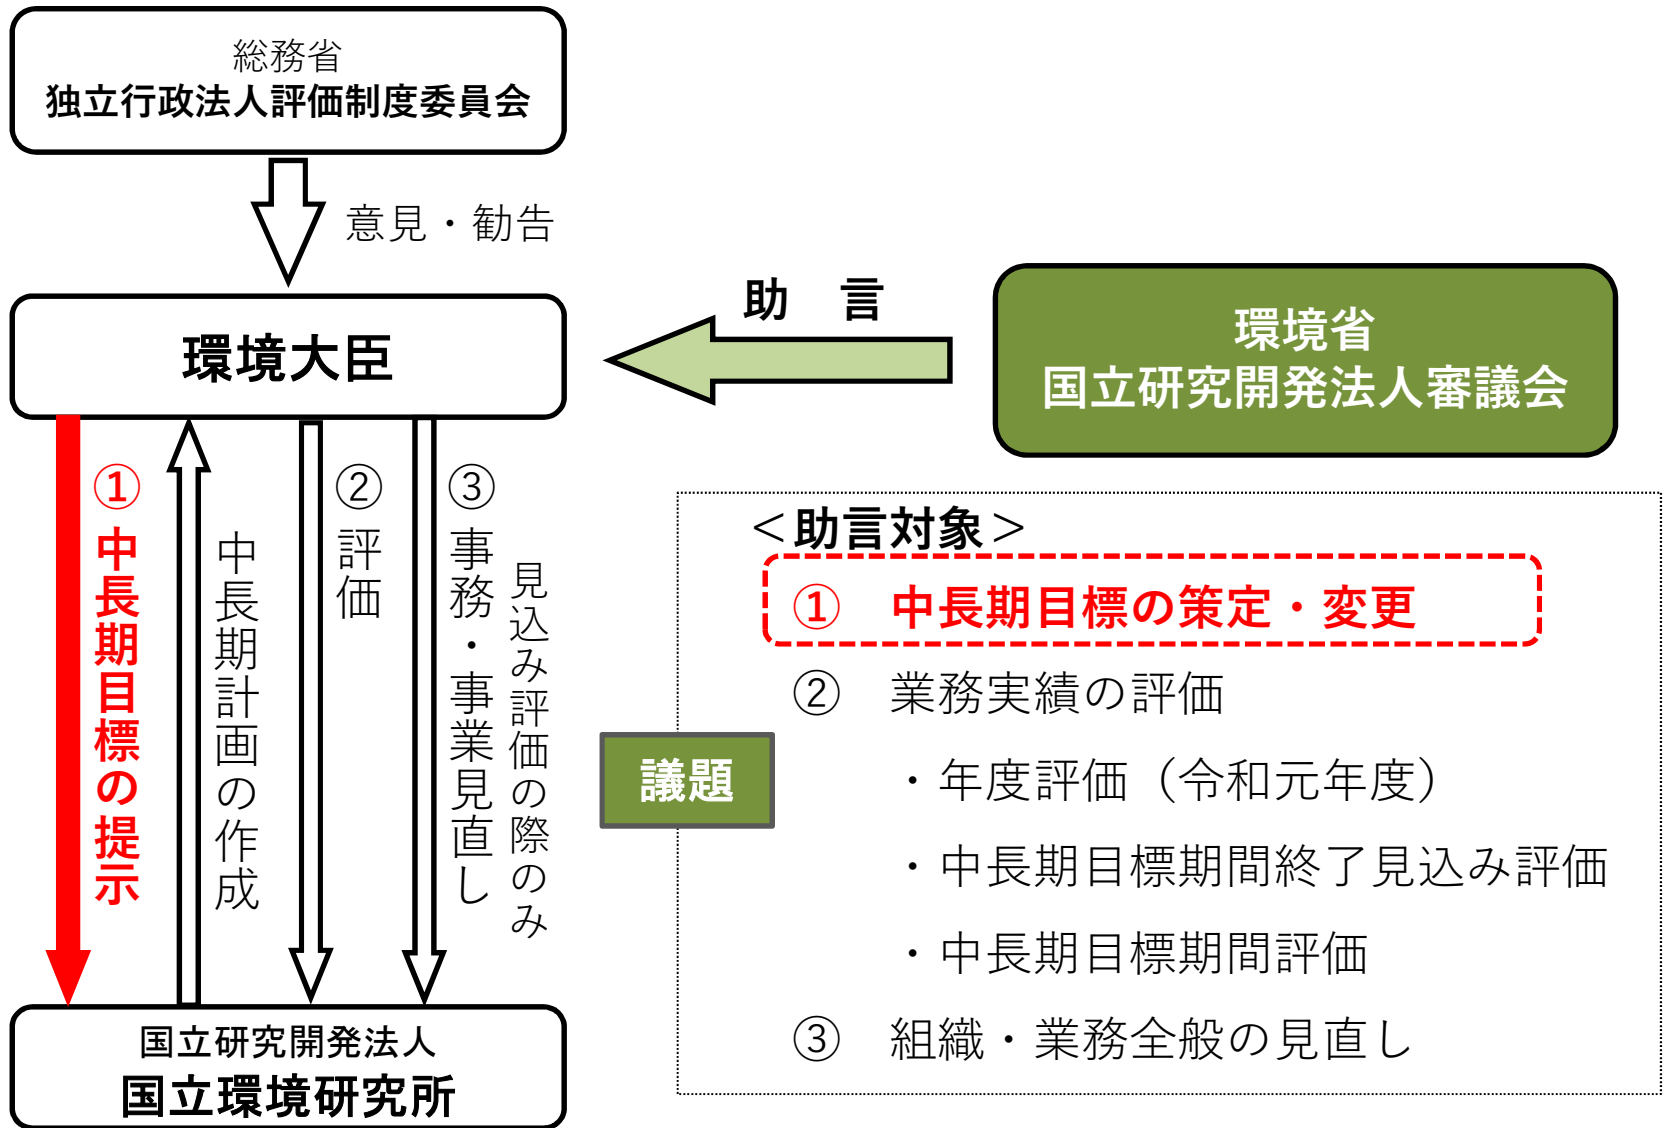 総務省
独立行政法人評価制度委員会
意見・勧告
環境大臣
助　言
環境省
国立研究開発法人審議会
①中長期目標の提示
中長期計画の作成
②評価
③事務・事業見直し
見込み評価の際のみ
国立研究開発法人
国立環境研究所
＜助言対象＞
①　中長期目標の策定・変更
②　業務実績の評価
・年度評価（令和元年度）
・中長期目標期間終了見込み評価
・中長期目標期間評価
③　組織・業務全般の見直し
議題